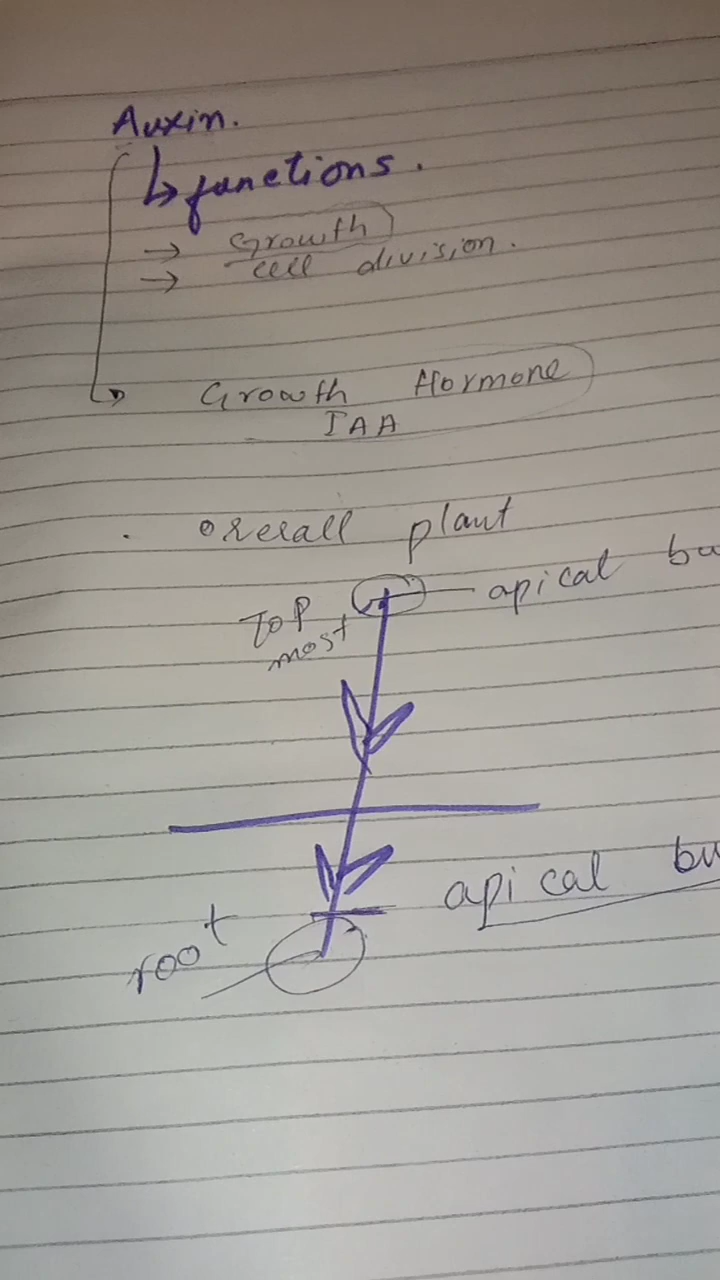 Auxin.
↳ functions.
→ Growth
→ cell division.
Growth Hormone
IAA
. overall plant
Top most
apical bu
apical bu
root